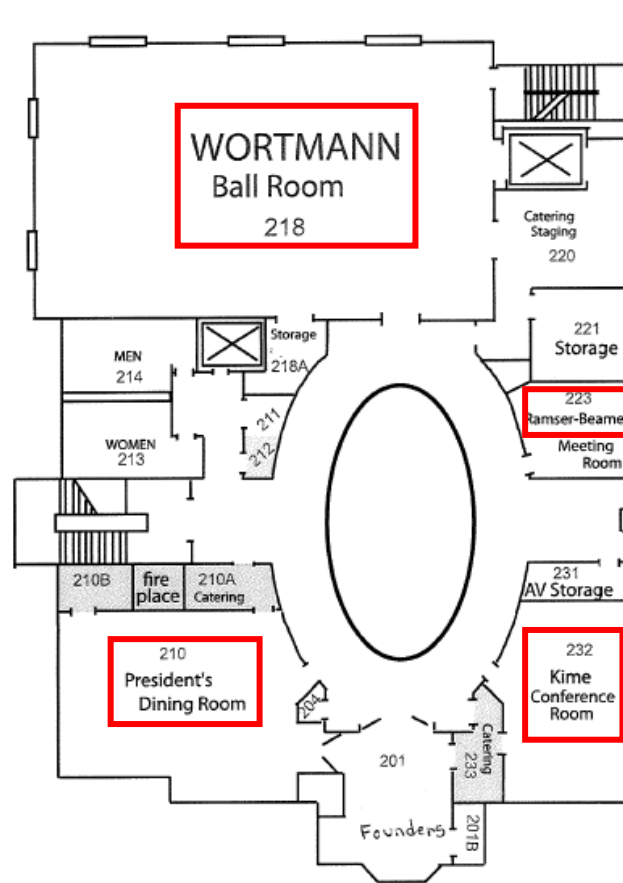 WORTMANN
Ball Room
218
Catering
Staging
220
221
Storage
Storage
218A
MEN
214
223
Ramser-Beame
Meeting
Room
211
212
WOMEN
213
210B
fire
place
210A
Catering
231
AV Storage
210
President's
Dining Room
232
Kime
Conference
Room
204
201
Catering
233
Founders
201B